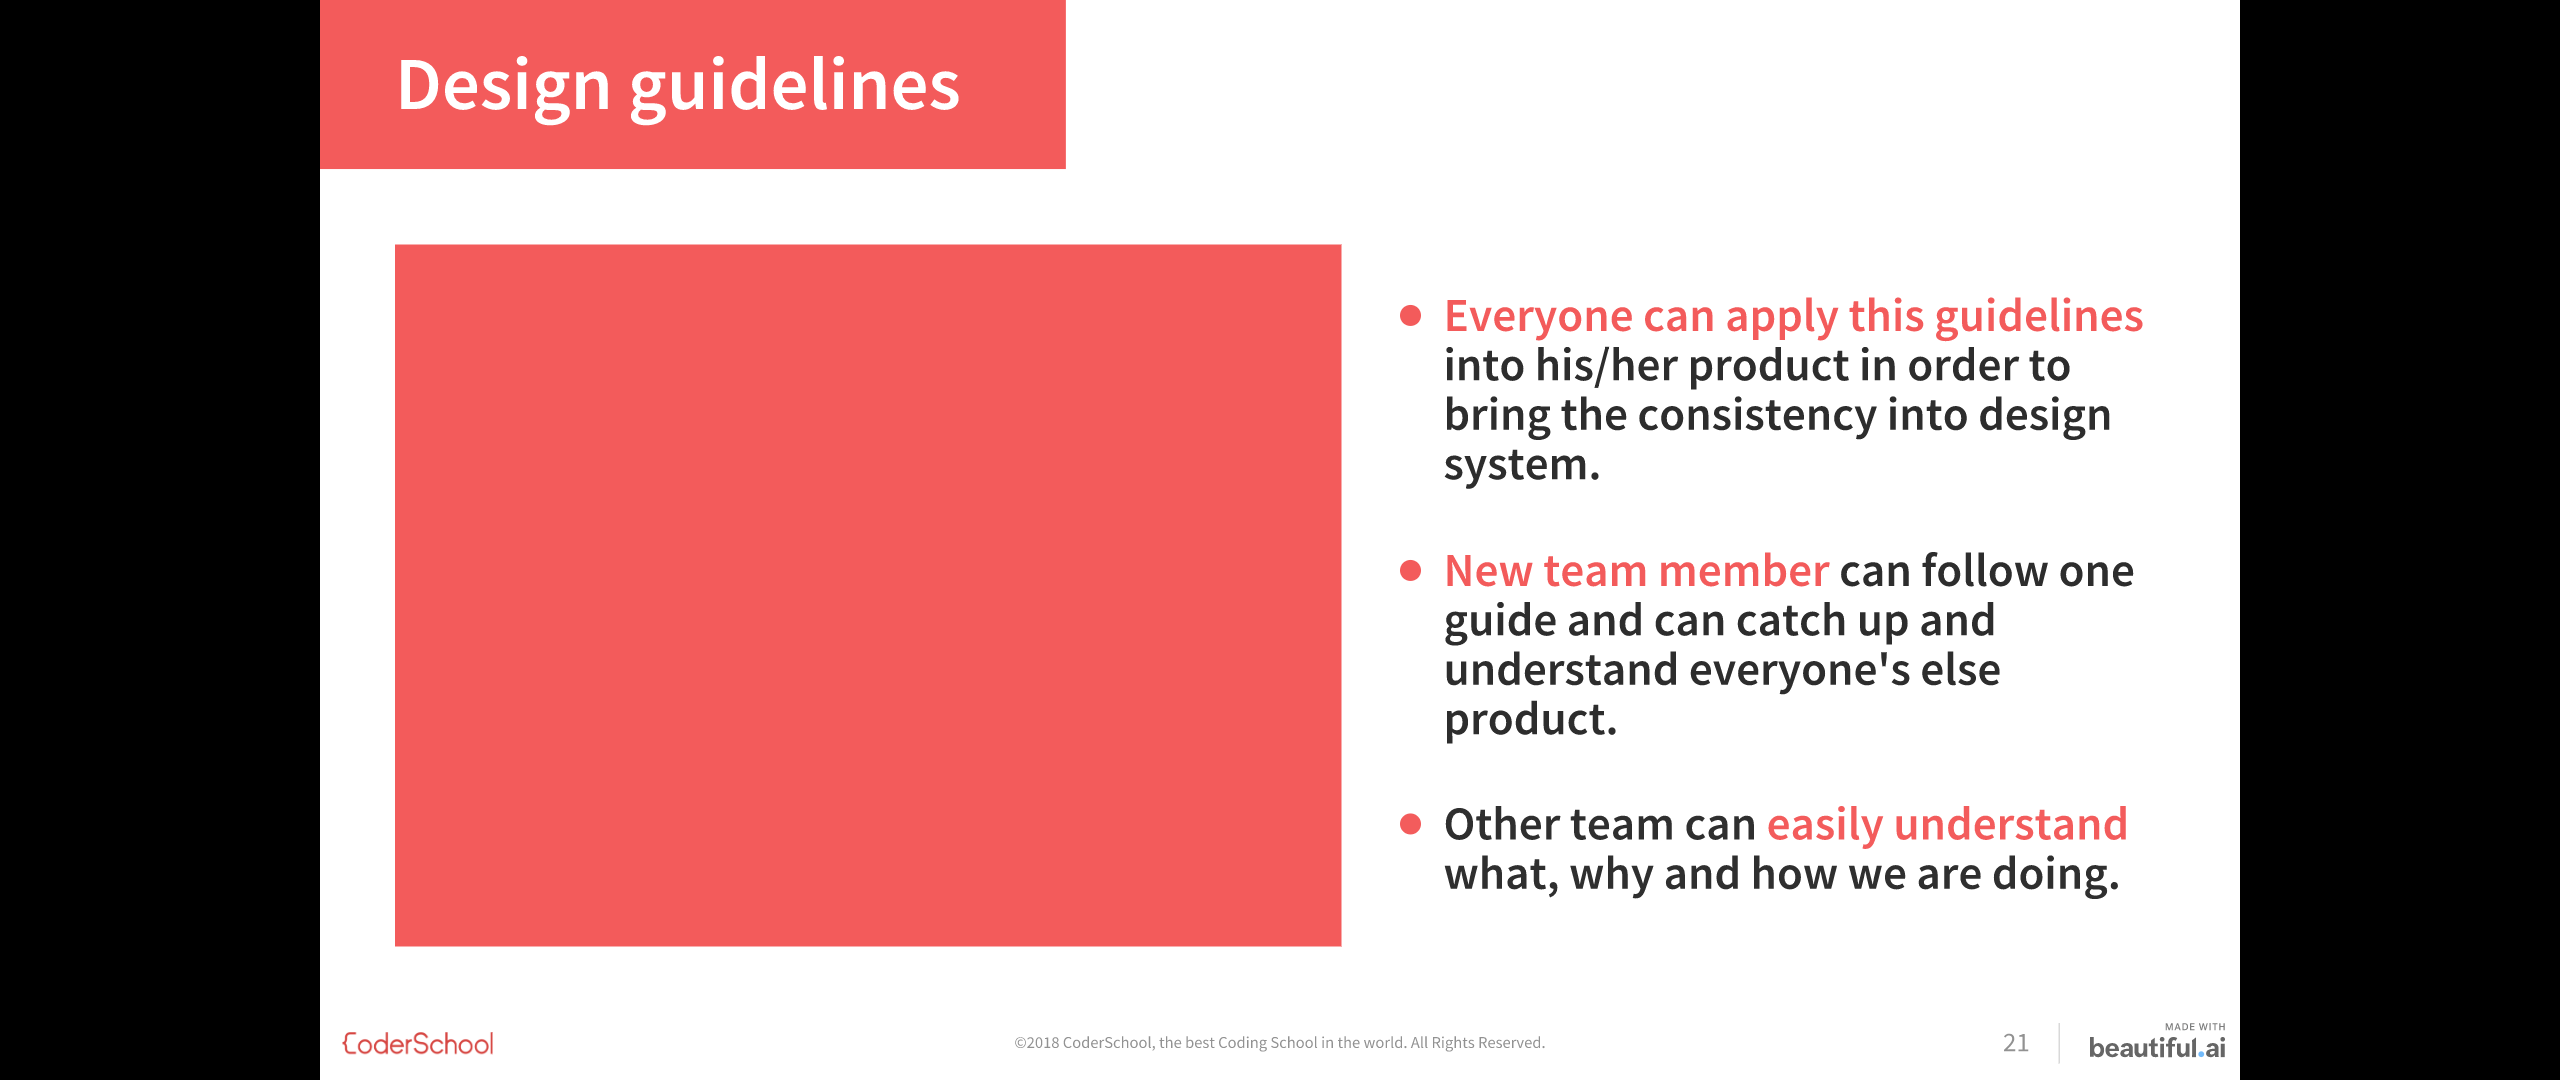 Design guidelines
Everyone can apply this guidelines
into his/her product in order to
bring the consistency into design
system.
New team member can follow one
guide and can catch up and
understand everyone's else
product.
Other team can easily understand
what, why and how we are doing.
CoderSchool
©2018 CoderSchool, the best Coding School in the world. All Rights Reserved.
21
MADE WITH
beautiful.ai